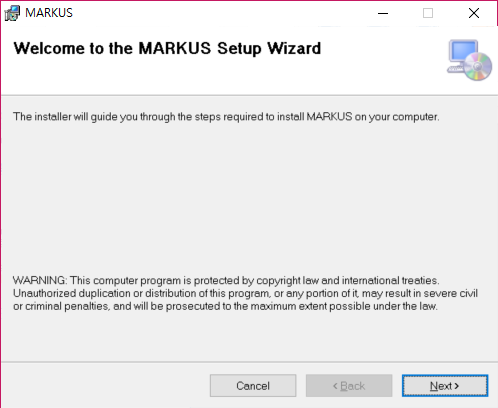 MARKUS
Welcome to the MARKUS Setup Wizard
The installer will guide you through the steps required to install MARKUS on your computer.
WARNING: This computer program is protected by copyright law and international treaties.
Unauthorized duplication or distribution of this program, or any portion of it, may result in severe civil
or criminal penalties, and will be prosecuted to the maximum extent possible under the law.
Cancel
< Back
Next >